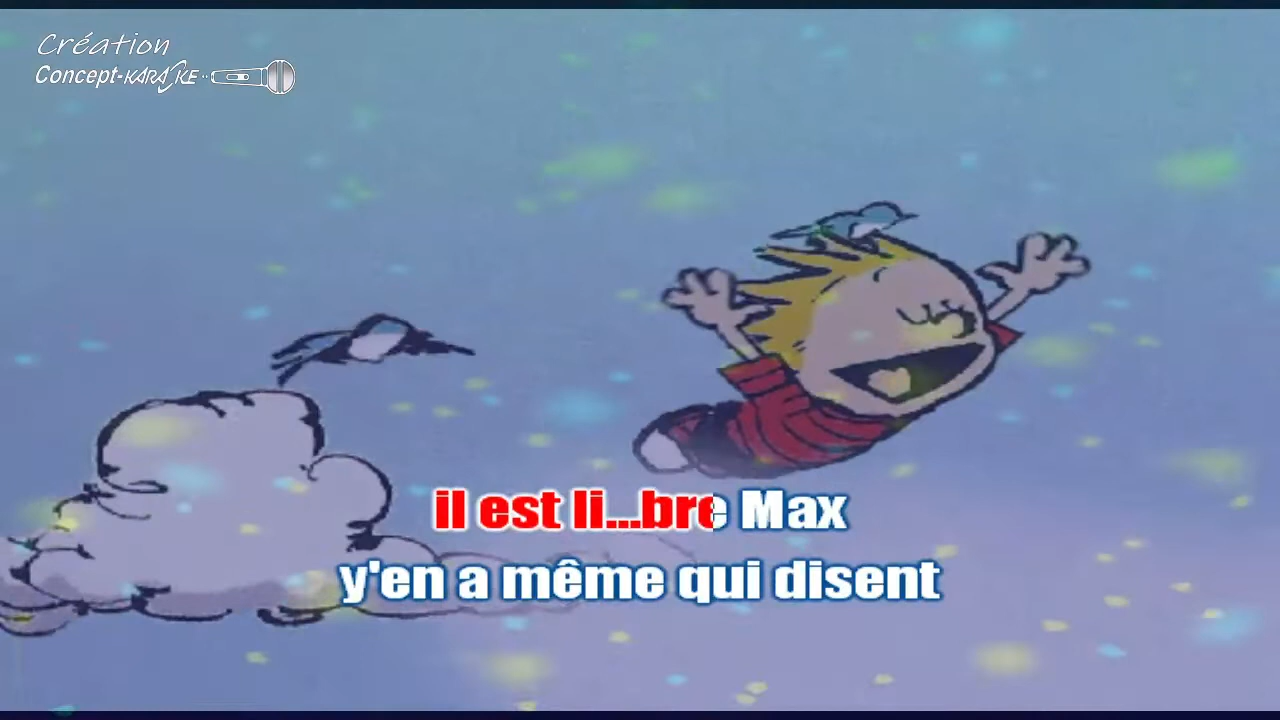 Création
Concept-KARAOKE
il est li...bre Max
y'en a même qui disent